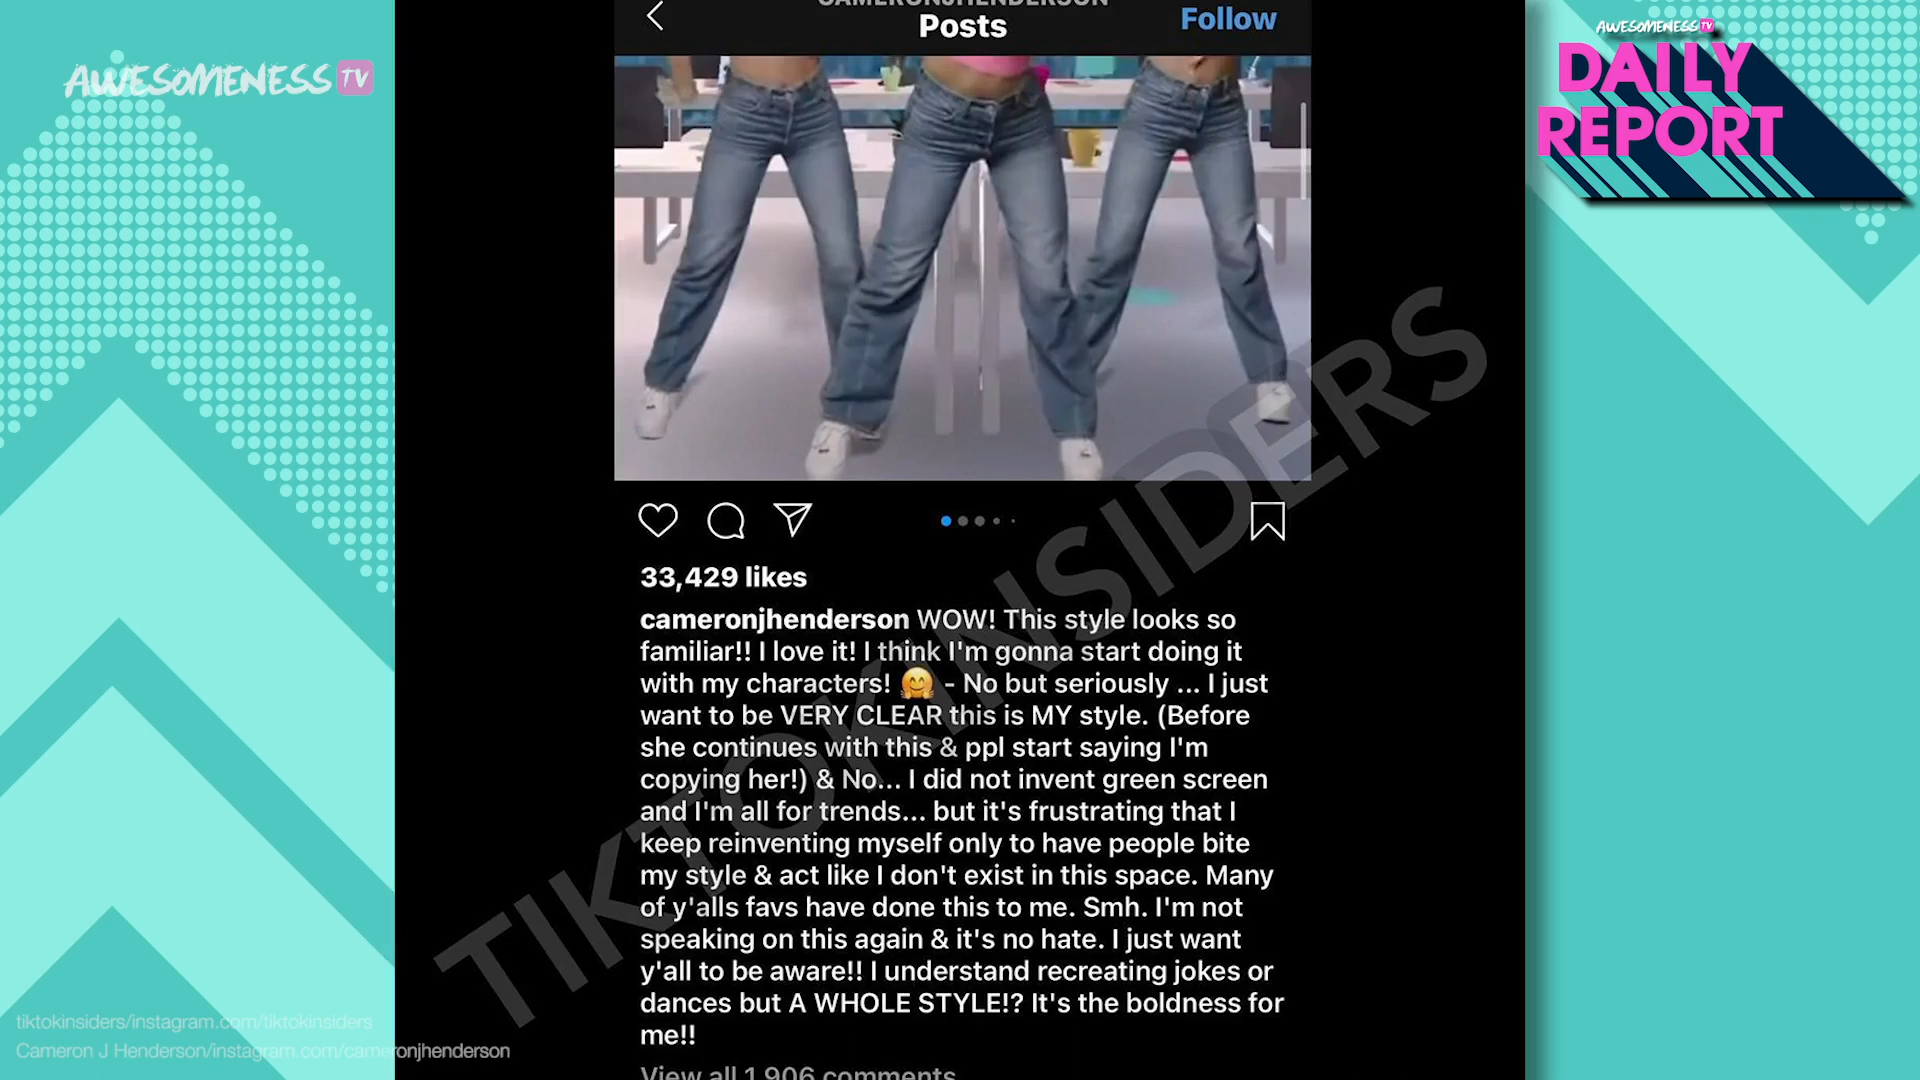 AWESOMENESS TV
CAMERONJHENDERSON
Posts
Follow
AWESOMENESS TV
DAILY
REPORT
33,429 likes
cameronjhenderson WOW! This style looks so
familiar!! I love it! I think I'm gonna start doing it
with my characters! 🤗 - No but seriously ... I just
want to be VERY CLEAR this is MY style. (Before
she continues with this & ppl start saying I'm
copying her!) & No... I did not invent green screen
and I'm all for trends... but it's frustrating that I
keep reinventing myself only to have people bite
my style & act like I don't exist in this space. Many
of y'alls favs have done this to me. Smh. I'm not
speaking on this again & it's no hate. I just want
y'all to be aware!! I understand recreating jokes or
dances but A WHOLE STYLE!? It's the boldness for
me!!
View all 1,906 comments
TIKTOKINSIDERS
tiktokinsiders/instagram.com/tiktokinsiders
Cameron J Henderson/instagram.com/cameronjhenderson